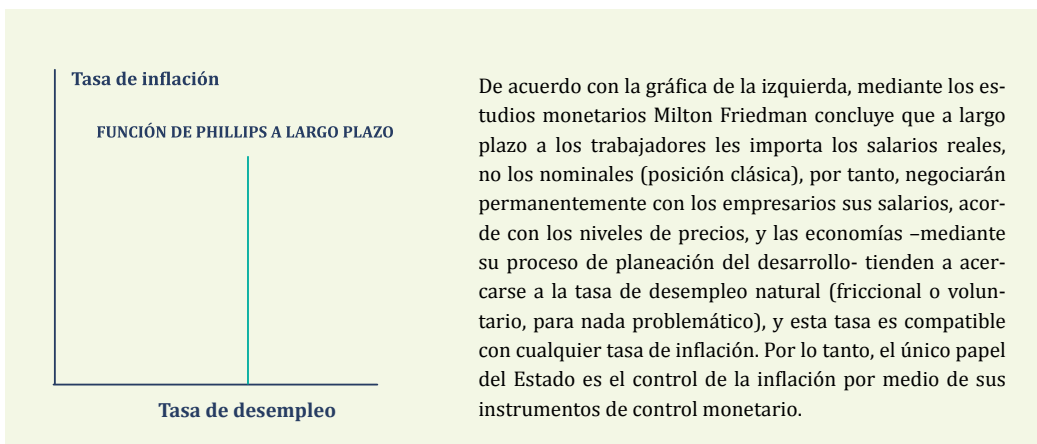 Tasa de inflación
FUNCIÓN DE PHILLIPS A LARGO PLAZO
Tasa de desempleo
De acuerdo con la gráfica de la izquierda, mediante los es-
tudios monetarios Milton Friedman concluye que a largo
plazo a los trabajadores les importa los salarios reales,
no los nominales (posición clásica), por tanto, negociarán
permanentemente con los empresarios sus salarios, acor-
de con los niveles de precios, y las economías –mediante
su proceso de planeación del desarrollo- tienden a acer-
carse a la tasa de desempleo natural (friccional o volun-
tario, para nada problemático), y esta tasa es compatible
con cualquier tasa de inflación. Por lo tanto, el único papel
del Estado es el control de la inflación por medio de sus
instrumentos de control monetario.